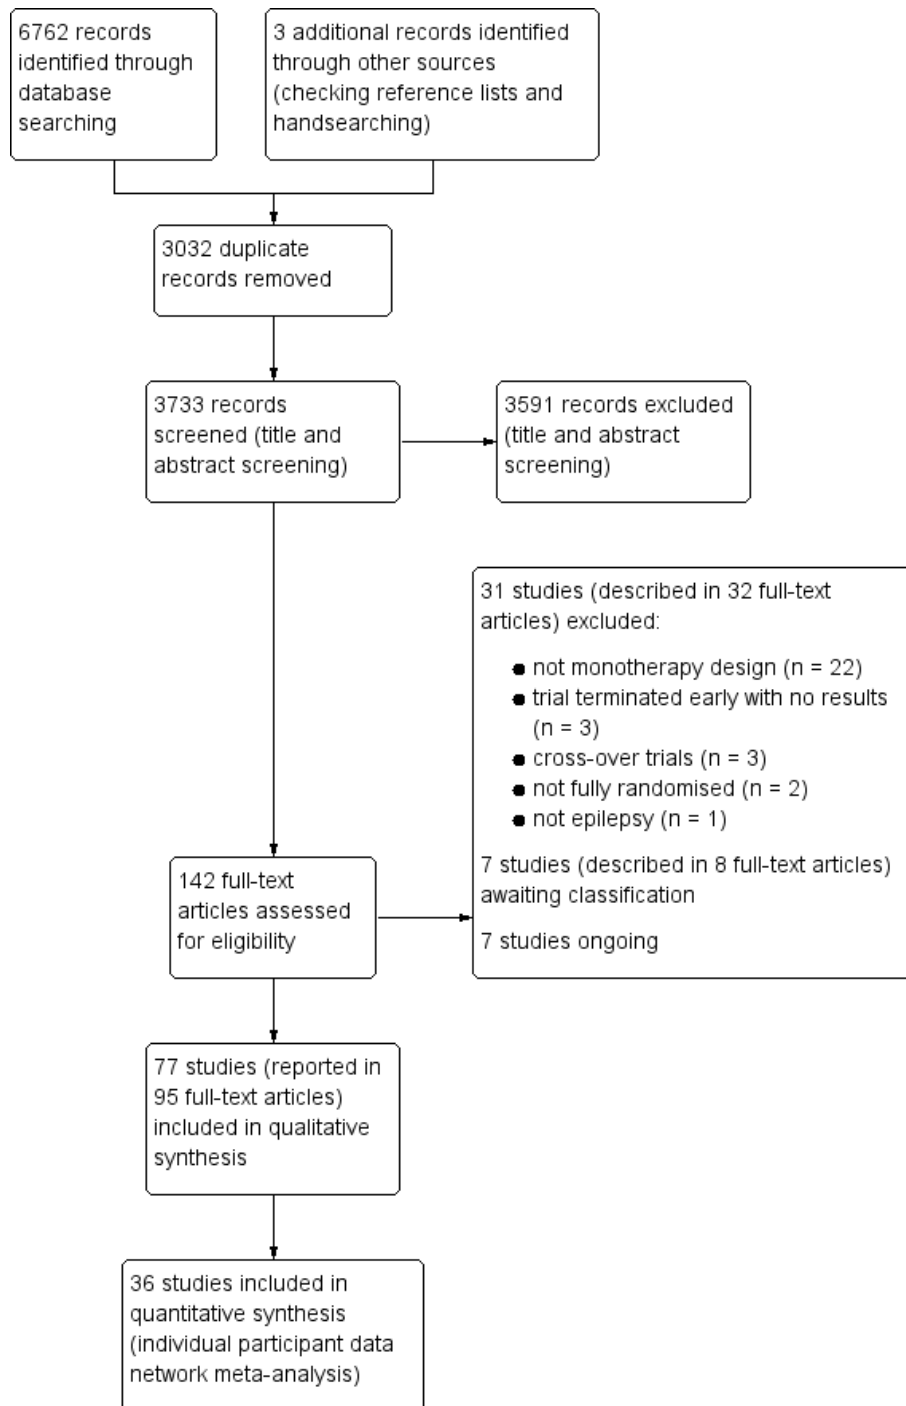 6762 records
identified through
database
searching
3 additional records identified
through other sources
(checking reference lists and
handsearching)
3032 duplicate
records removed
3733 records
screened (title and
abstract screening)
3591 records excluded
(title and abstract
screening)
31 studies (described in 32 full-text
articles) excluded:
● not monotherapy design (n = 22)
● trial terminated early with no results
(n = 3)
● cross-over trials (n = 3)
● not fully randomised (n = 2)
● not epilepsy (n = 1)
7 studies (described in 8 full-text articles)
awaiting classification
7 studies ongoing
142 full-text
articles assessed
for eligibility
77 studies (reported in
95 full-text articles)
included in qualitative
synthesis
36 studies included in
quantitative synthesis
(individual participant data
network meta-analysis)